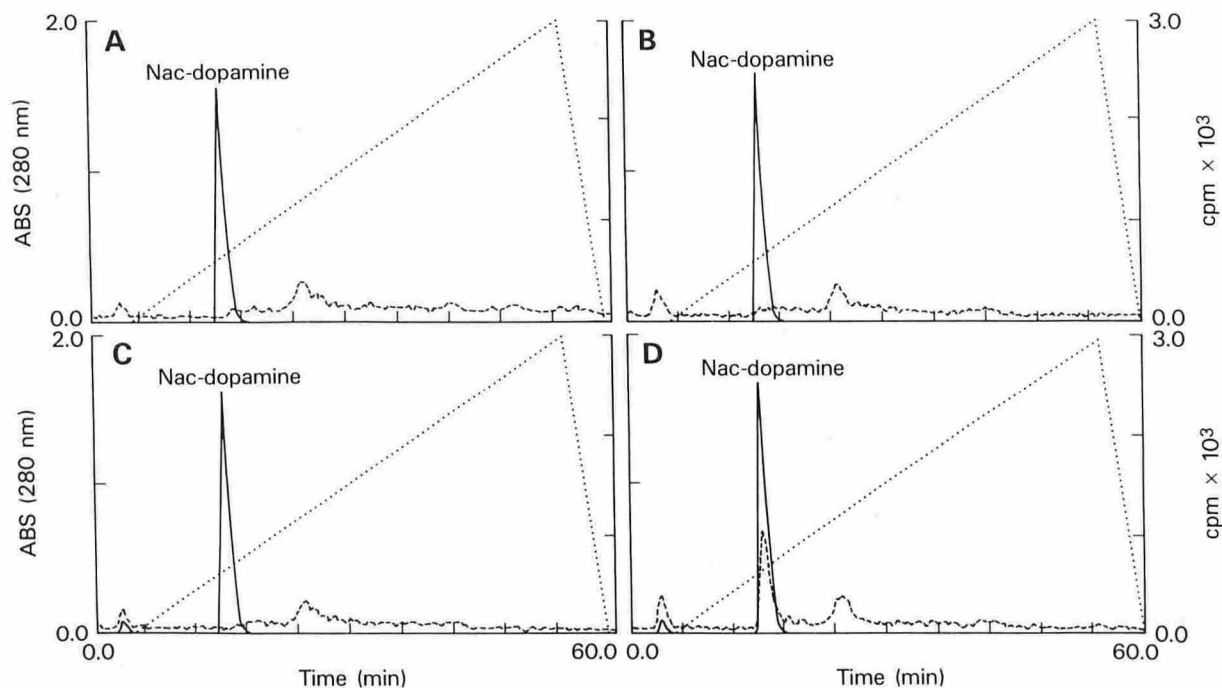 2.0
A
Nac-dopamine
ABS (280 nm)
0.0
B
Nac-dopamine
3.0
cpm × 10³
0.0
2.0
C
Nac-dopamine
ABS (280 nm)
0.0
0.0
60.0
Time (min)
D
Nac-dopamine
3.0
cpm × 10³
0.0
0.0
60.0
Time (min)